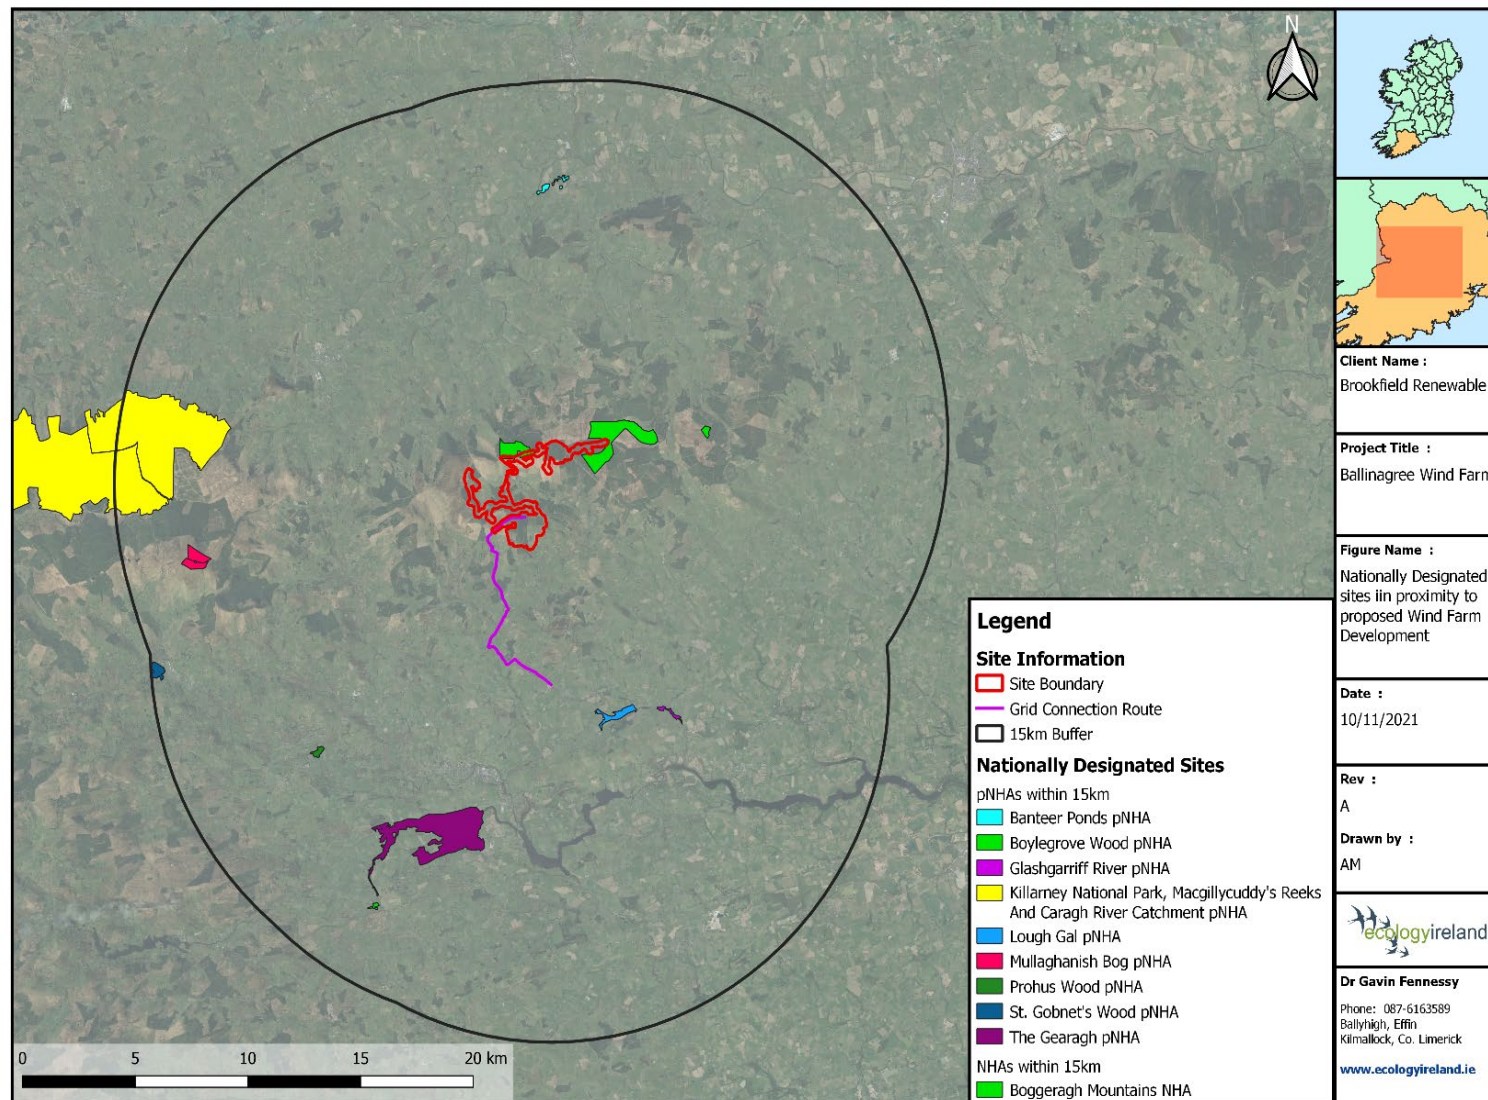 N
0 5 10 15 20 km
Legend
Site Information
Site Boundary
Grid Connection Route
15km Buffer
Nationally Designated Sites
pNHAs within 15km
Banteer Ponds pNHA
Boylegrove Wood pNHA
Glashgarriff River pNHA
Killarney National Park, Macgillycuddy's Reeks
And Caragh River Catchment pNHA
Lough Gal pNHA
Mullaghanish Bog pNHA
Prohus Wood pNHA
St. Gobnet's Wood pNHA
The Gearagh pNHA
NHAs within 15km
Boggeragh Mountains NHA
Client Name :
Brookfield Renewable
Project Title :
Ballinagree Wind Farm
Figure Name :
Nationally Designated
sites iin proximity to
proposed Wind Farm
Development
Date :
10/11/2021
Rev :
A
Drawn by :
AM
ecologyireland
Dr Gavin Fennessy
Phone: 087-6163589
Ballyhigh, Effin
Kilmallock, Co. Limerick
www.ecologyireland.ie